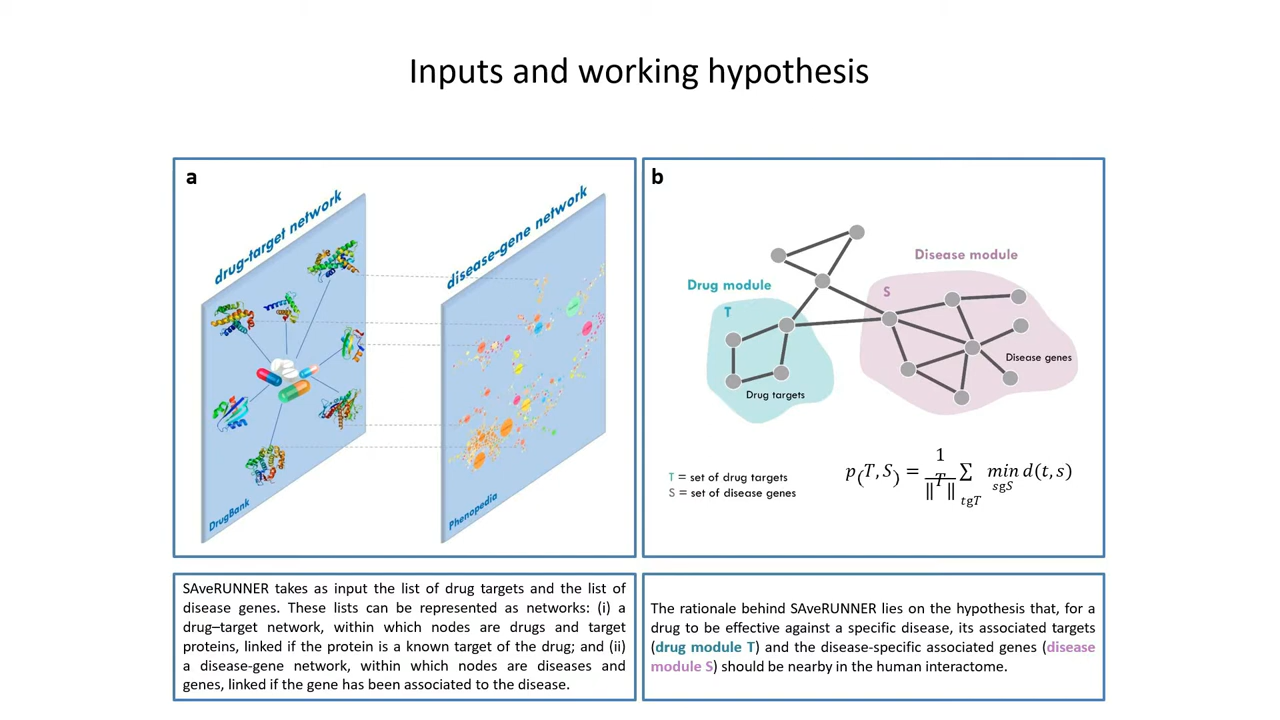 Inputs and working hypothesis
a
drug-target network
disease-gene network
DrugBank
Phenopedia
b
Disease module
Drug module
S
T
Disease genes
Drug targets
T = set of drug targets
S = set of disease genes
p(T,S) = 1/‖T‖ ∑ tgT min sgS d(t,s)
SAveRUNNER takes as input the list of drug targets and the list of
disease genes. These lists can be represented as networks: (i) a
drug–target network, within which nodes are drugs and target
proteins, linked if the protein is a known target of the drug; and (ii)
a disease-gene network, within which nodes are diseases and
genes, linked if the gene has been associated to the disease.
The rationale behind SAveRUNNER lies on the hypothesis that, for a
drug to be effective against a specific disease, its associated targets
(drug module T) and the disease-specific associated genes (disease
module S) should be nearby in the human interactome.